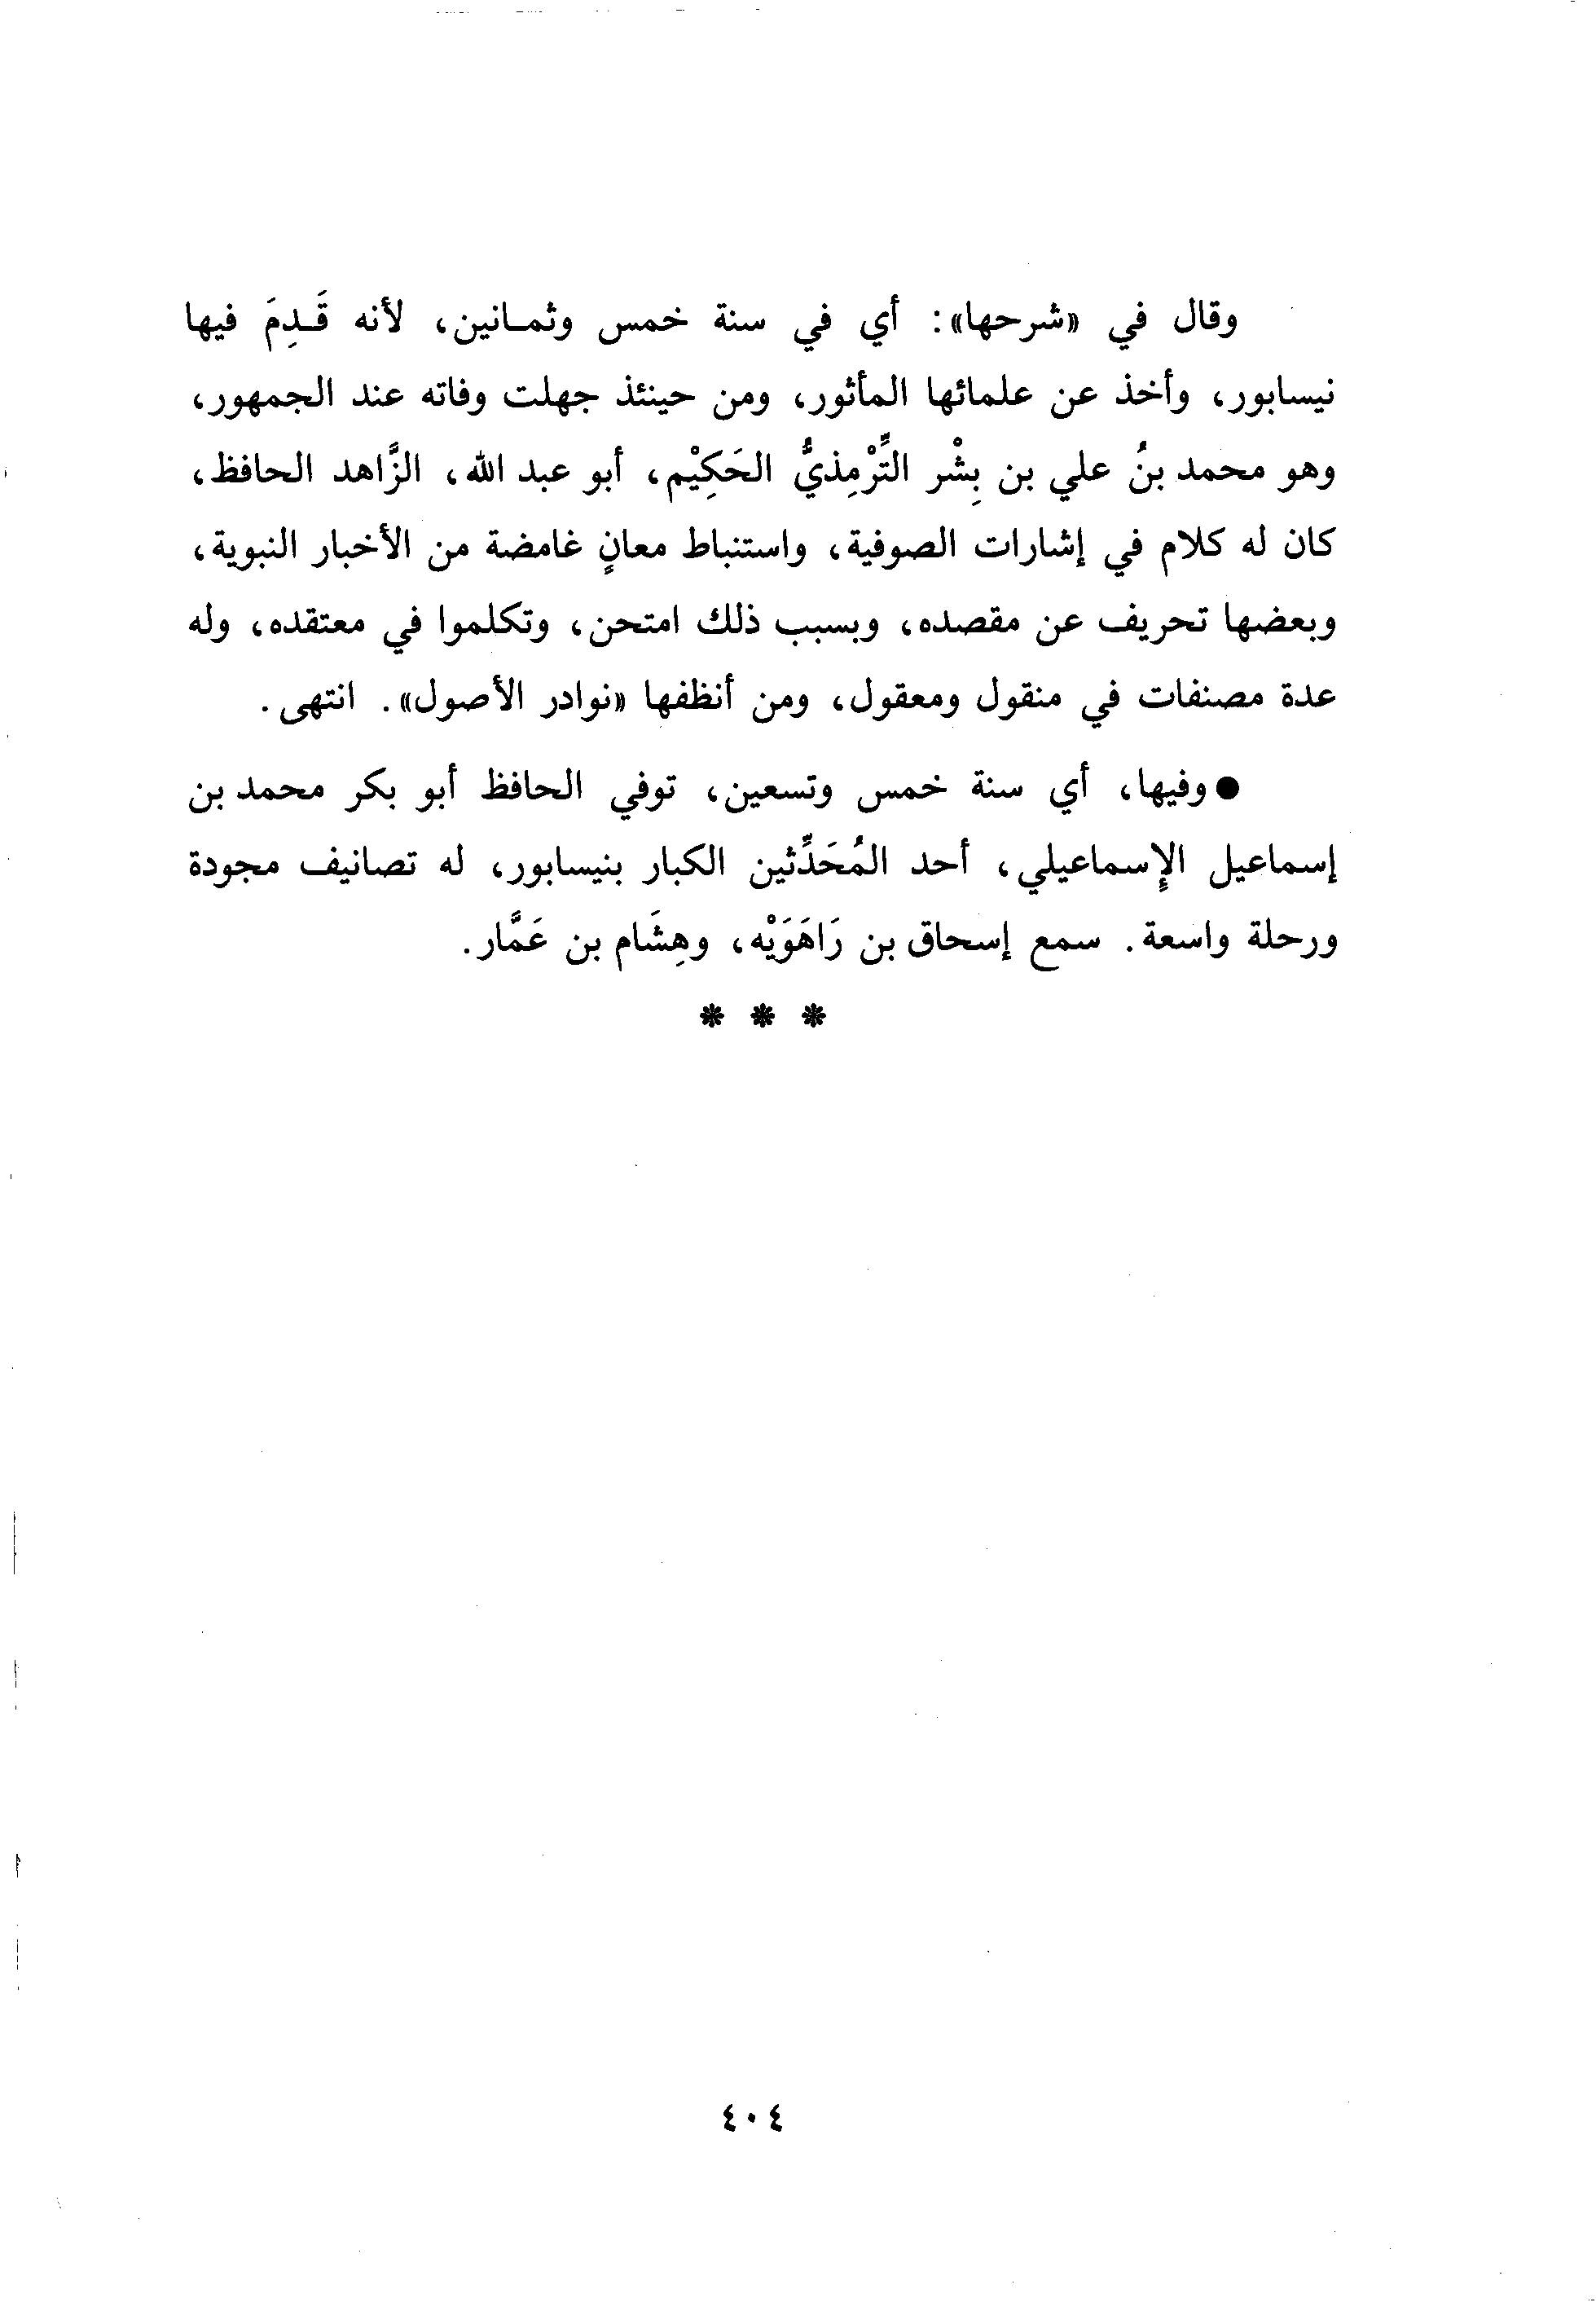 وقال في «شرحها»: أي في سنة خمس وثمـانين، لأنه قَـدِمَ فيها
نيسابور، وأخذ عن علمائها المأثور، ومن حينئذ جهلت وفاته عند الجمهور،
وهو محمد بنُ علي بن بِشْر التِّرْمِذيُّ الحَكِيْم، أبو عبد الله، الزَّاهد الحافظ،
كان له كلام في إشارات الصوفية، واستنباط معانٍ غامضة من الأخبار النبوية،
وبعضها تحريف عن مقصده، وبسبب ذلك امتحن، وتكلموا في معتقده، وله
عدة مصنفات في منقول ومعقول، ومن أنظفها «نوادر الأصول». انتهى.
● وفيها، أي سنة خمس وتسعين، توفي الحافظ أبو بكر محمد بن
إسماعيل الإِسماعيلي، أحد المُحَدِّثين الكبار بنيسابور، له تصانيف مجودة
ورحلة واسعة. سمع إسحاق بن رَاهَوَيْه، وهِشَام بن عَمَّار.
* * *
٤٠٤